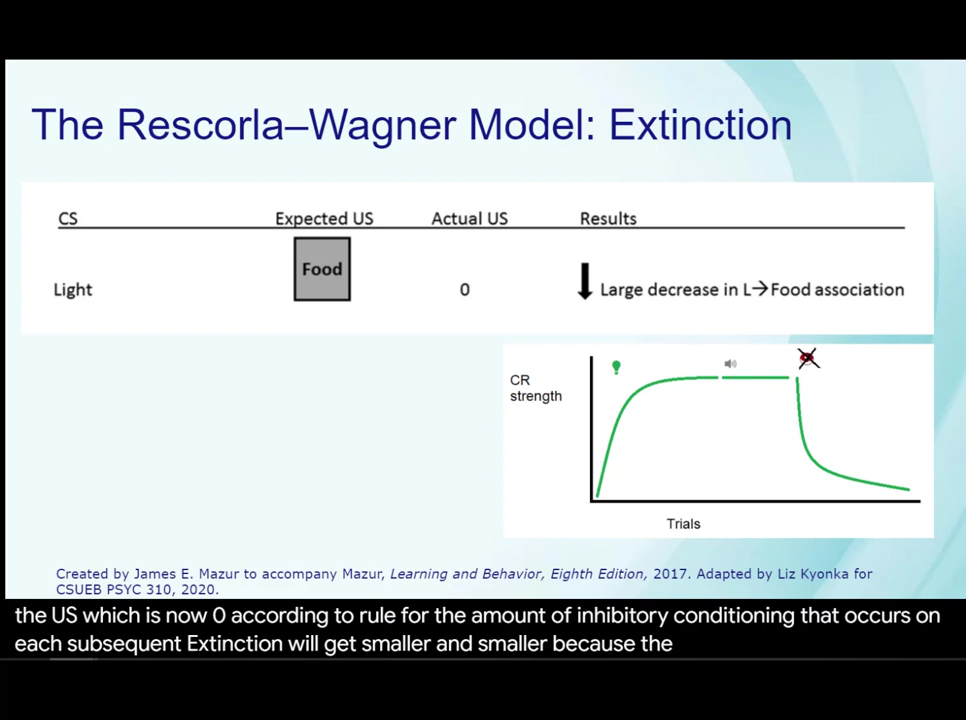 The Rescorla–Wagner Model: Extinction
CS Expected US Actual US Results
Food
Light 0 Large decrease in L→Food association
CR
strength
Trials
Created by James E. Mazur to accompany Mazur, Learning and Behavior, Eighth Edition, 2017. Adapted by Liz Kyonka for
CSUEB PSYC 310, 2020.
the US which is now 0 according to rule for the amount of inhibitory conditioning that occurs on
each subsequent Extinction will get smaller and smaller because the